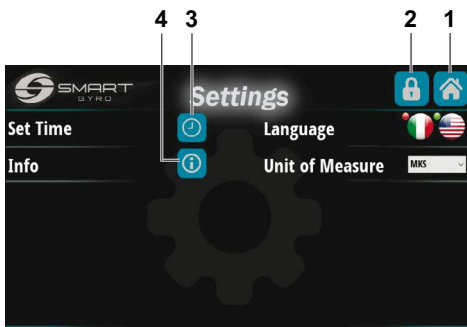 4 3 2 1
SMART
GYRO
Settings
Set Time
Language
Info
Unit of Measure
MKS